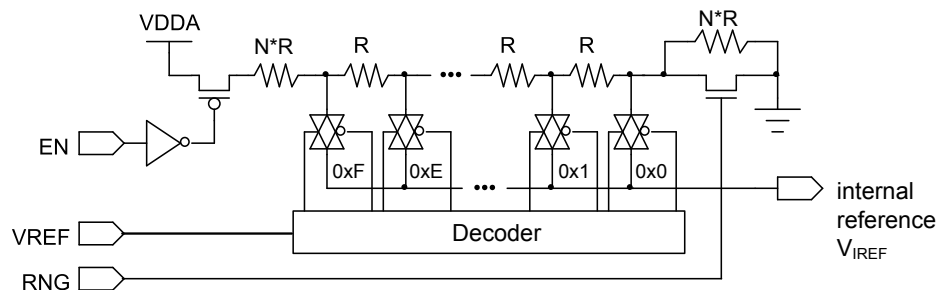 VDDA
N*R
R
R
R
N*R
EN
0xF
0xE
0x1
0x0
internal
reference
VIREF
VREF
Decoder
RNG